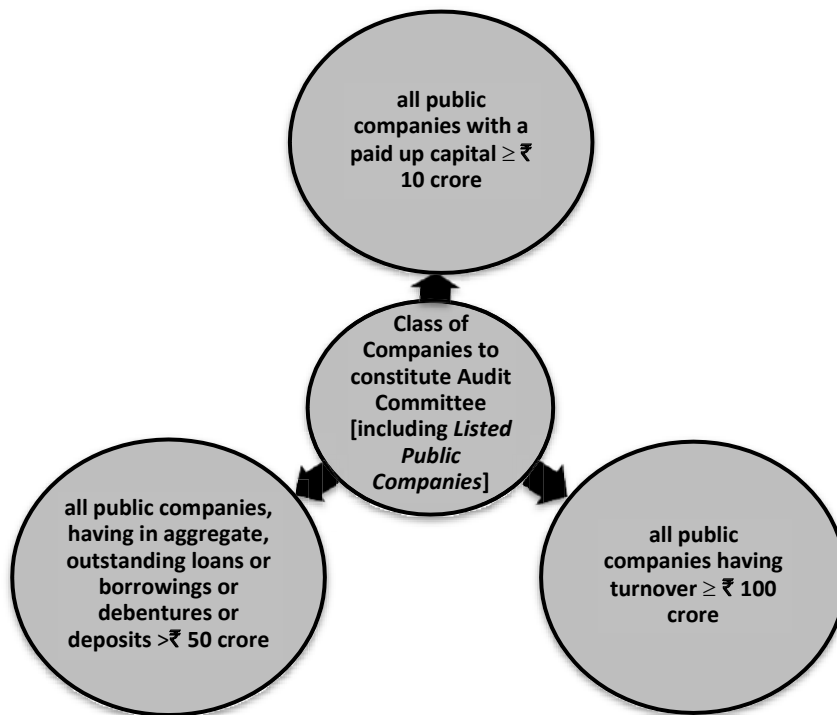 all public
companies with a
paid up capital ≥ ₹
10 crore
Class of
Companies to
constitute Audit
Committee
[including Listed
Public
Companies]
all public companies,
having in aggregate,
outstanding loans or
borrowings or
debentures or
deposits >₹ 50 crore
all public
companies having
turnover ≥ ₹ 100
crore